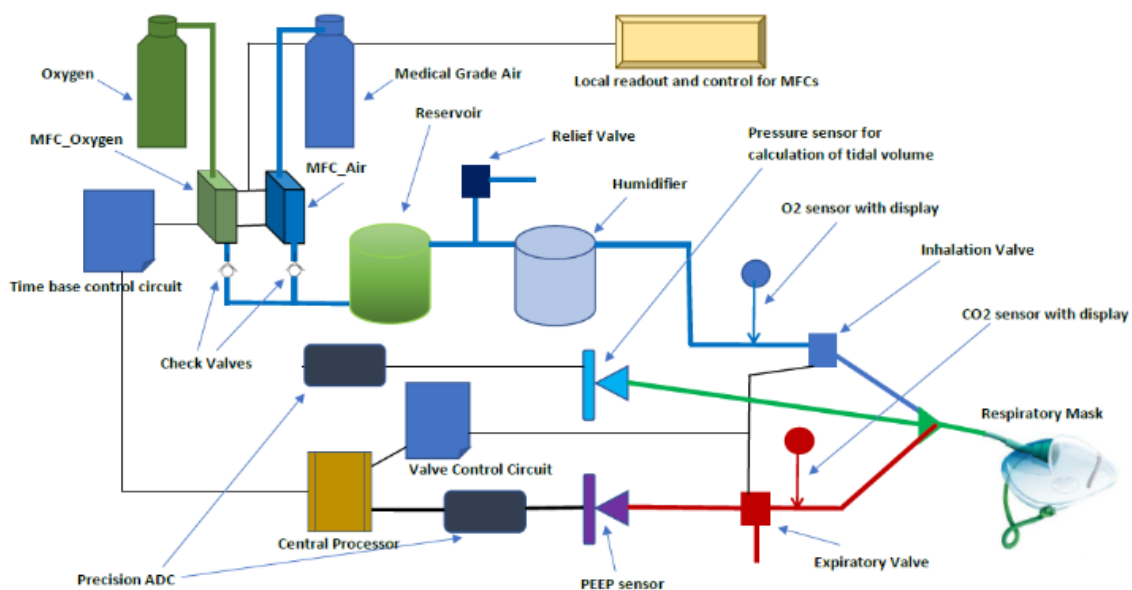 Oxygen
Medical Grade Air
Local readout and control for MFCs
Reservoir
MFC_Oxygen
Relief Valve
Pressure sensor for
calculation of tidal volume
MFC_Air
Humidifier
O2 sensor with display
Inhalation Valve
Time base control circuit
CO2 sensor with display
Check Valves
Respiratory Mask
Valve Control Circuit
Central Processor
Expiratory Valve
Precision ADC
PEEP sensor